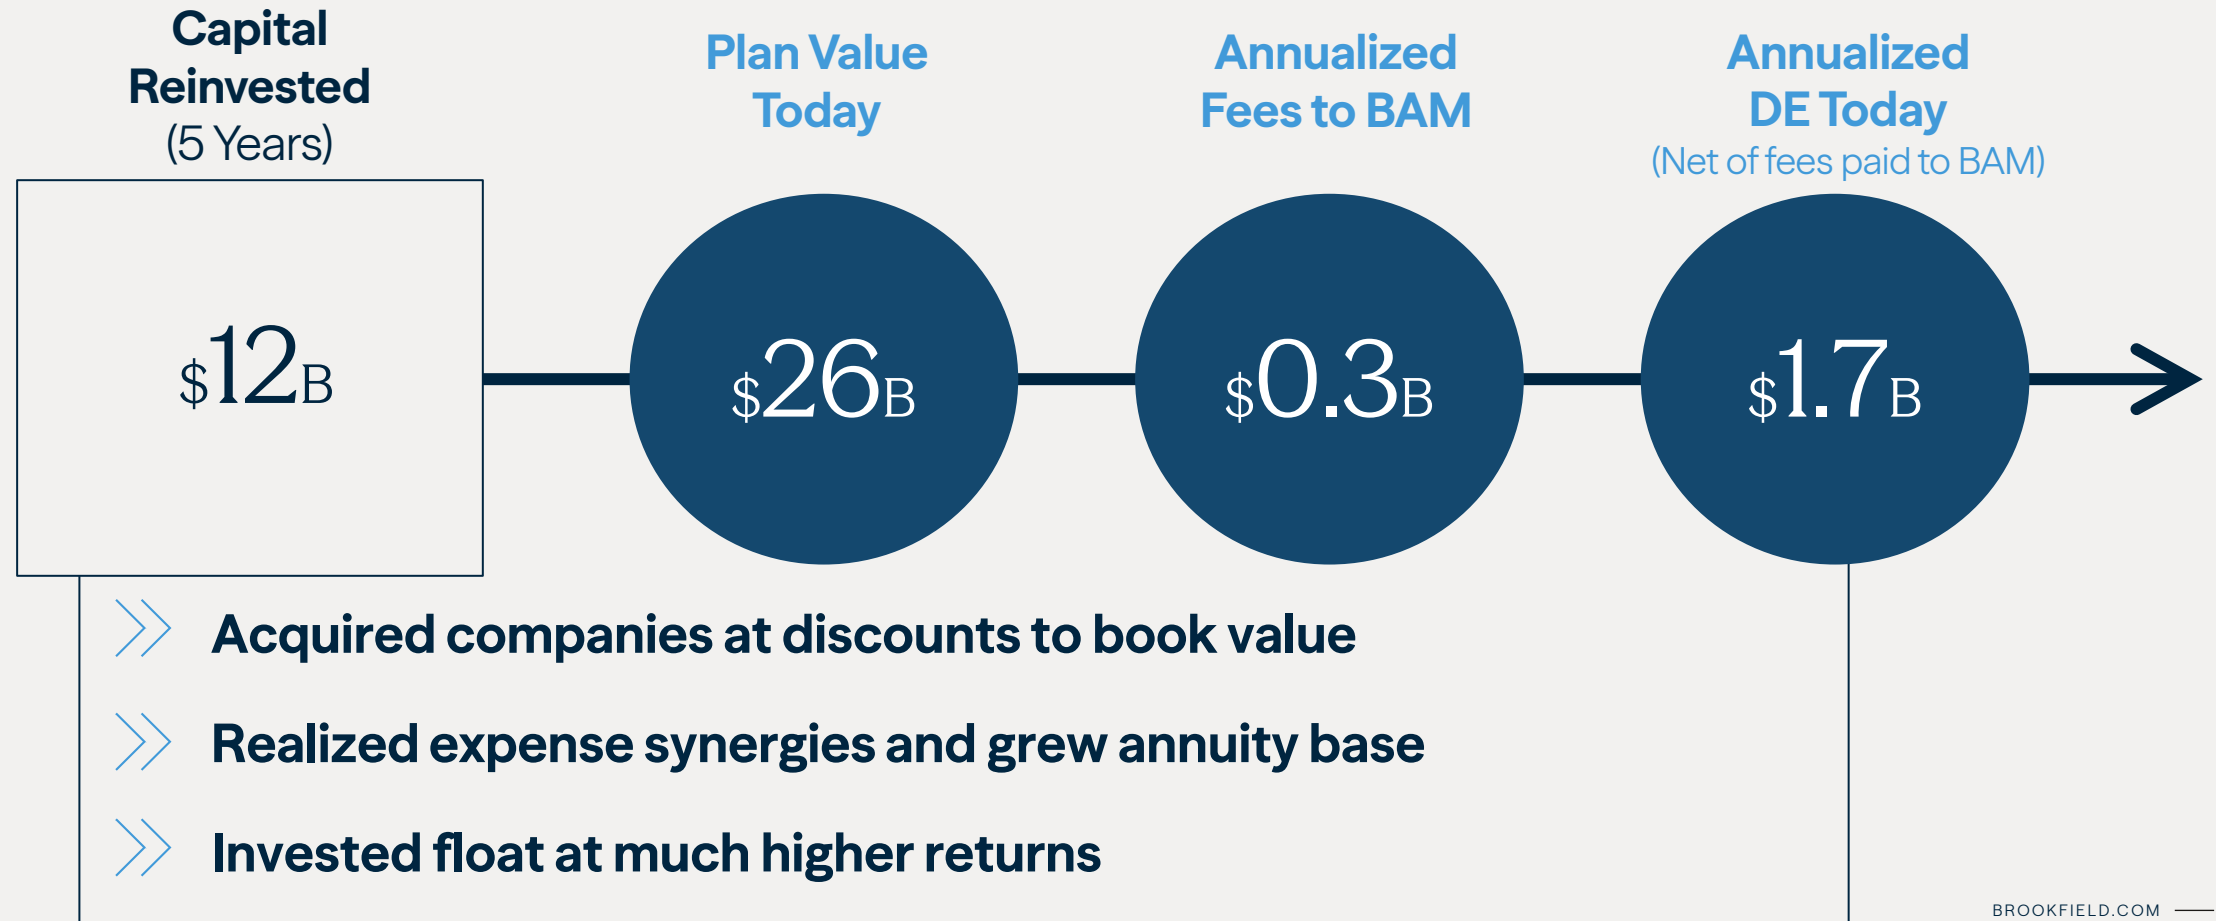 Capital
Reinvested
(5 Years)
Plan Value
Today
Annualized
Fees to BAM
Annualized
DE Today
(Net of fees paid to BAM)
$12B
$26B
$0.3B
$1.7B
Acquired companies at discounts to book value
Realized expense synergies and grew annuity base
Invested float at much higher returns
BROOKFIELD.COM